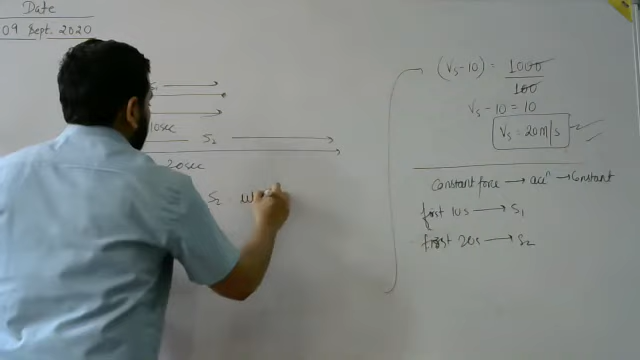 Date
09 Sept. 2020
10sec
S₂
20sec
S₂
(Vs-10) = 1000/100
Vs-10 = 10
Vs = 20m/s
Constant force → accⁿ → Constant
first 10s → S₁
first 20s → S₂